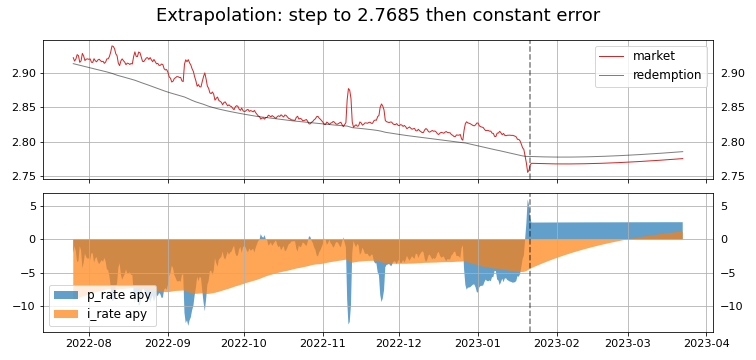 Extrapolation: step to 2.7685 then constant error
market
redemption
2.90 2.90
2.85 2.85
2.80 2.80
2.75 2.75
5 5
0 0
−5 −5
−10 −10
p_rate apy
i_rate apy
2022-08 2022-09 2022-10 2022-11 2022-12 2023-01 2023-02 2023-03 2023-04